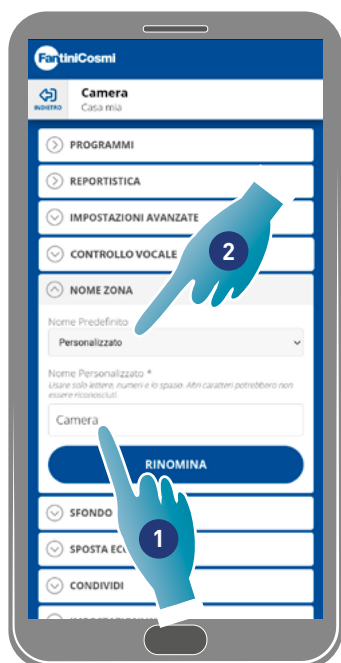 FantiniCosmi
INDIETRO
Camera
Casa mia
PROGRAMMI
REPORTISTICA
IMPOSTAZIONI AVANZATE
CONTROLLO VOCALE
2
NOME ZONA
Nome Predefinito
Personalizzato
Nome Personalizzato *
Usare solo lettere, numeri e lo spazio. Altri caratteri potrebbero non
essere riconosciuti.
Camera
RINOMINA
SFONDO
1
SPOSTA
CONDIVIDI